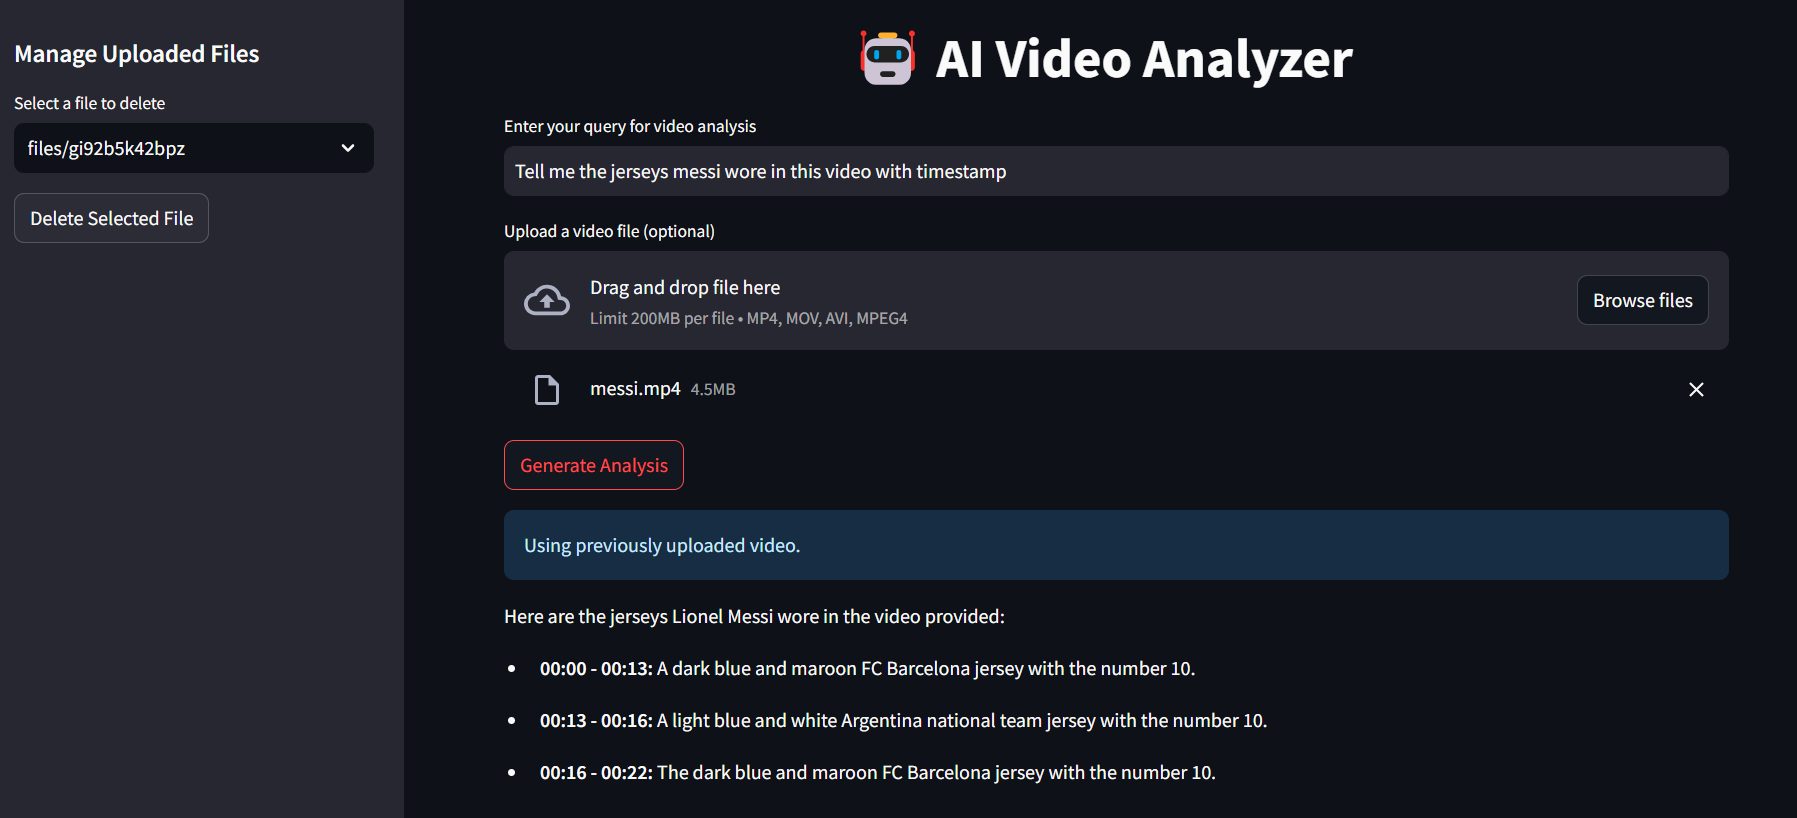 Manage Uploaded Files
Select a file to delete
files/gi92b5k42bpz
Delete Selected File
AI Video Analyzer
Enter your query for video analysis
Tell me the jerseys messi wore in this video with timestamp
Upload a video file (optional)
Drag and drop file here
Limit 200MB per file • MP4, MOV, AVI, MPEG4
Browse files
messi.mp4 4.5MB
Generate Analysis
Using previously uploaded video.
Here are the jerseys Lionel Messi wore in the video provided:
• 00:00 - 00:13: A dark blue and maroon FC Barcelona jersey with the number 10.
• 00:13 - 00:16: A light blue and white Argentina national team jersey with the number 10.
• 00:16 - 00:22: The dark blue and maroon FC Barcelona jersey with the number 10.